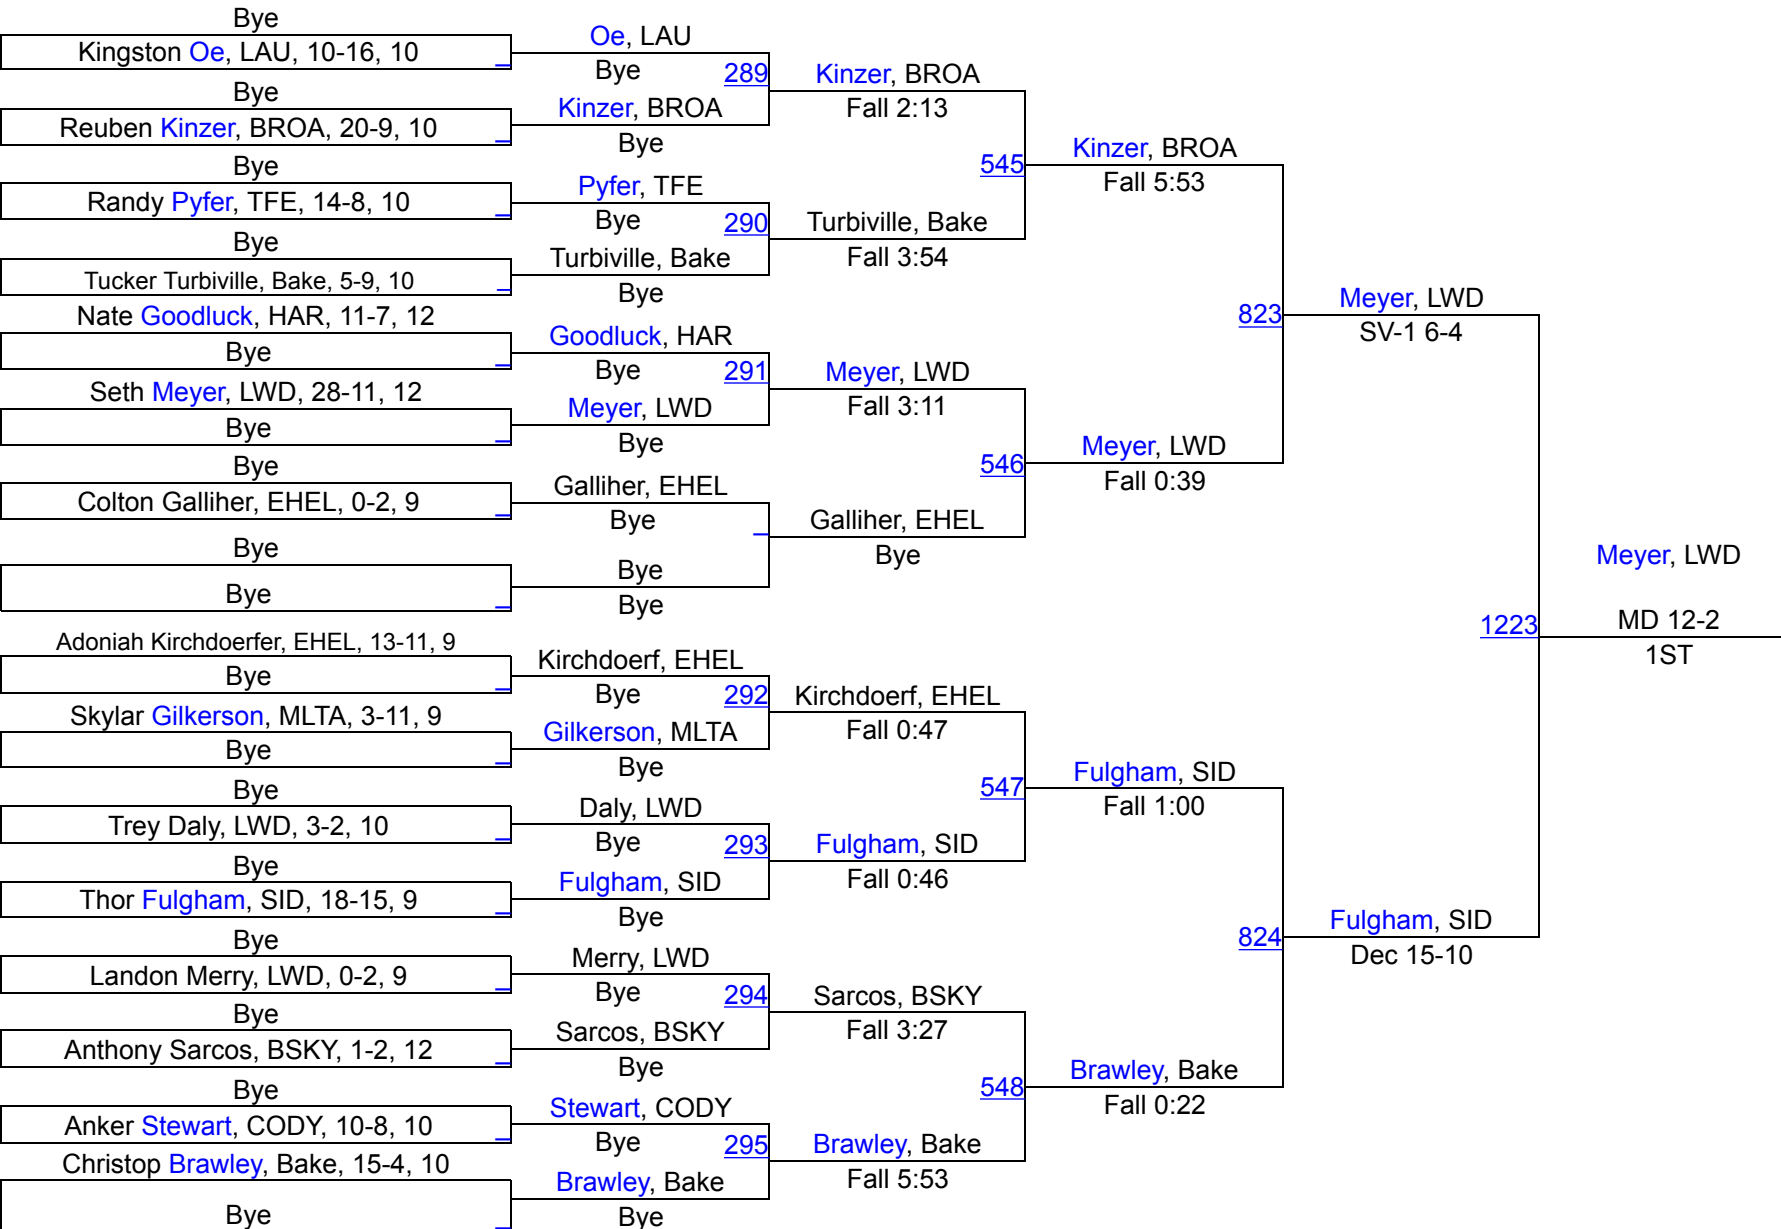 Bye
Kingston Oe, LAU, 10-16, 10
Bye
Reuben Kinzer, BROA, 20-9, 10
Bye
Randy Pyfer, TFE, 14-8, 10
Bye
Tucker Turbiville, Bake, 5-9, 10
Nate Goodluck, HAR, 11-7, 12
Bye
Seth Meyer, LWD, 28-11, 12
Bye
Bye
Colton Galliher, EHEL, 0-2, 9
Bye
Bye
Adoniah Kirchdoerfer, EHEL, 13-11, 9
Bye
Skylar Gilkerson, MLTA, 3-11, 9
Bye
Bye
Trey Daly, LWD, 3-2, 10
Bye
Thor Fulgham, SID, 18-15, 9
Bye
Landon Merry, LWD, 0-2, 9
Bye
Anthony Sarcos, BSKY, 1-2, 12
Bye
Anker Stewart, CODY, 10-8, 10
Christop Brawley, Bake, 15-4, 10
Bye
Oe, LAU
Bye
289
Kinzer, BROA
Bye
Pyfer, TFE
Bye
290
Turbiville, Bake
Bye
Goodluck, HAR
Bye
291
Meyer, LWD
Bye
Galliher, EHEL
Bye
Bye
Bye
Kirchdoerf, EHEL
Bye
292
Gilkerson, MLTA
Bye
Daly, LWD
Bye
293
Fulgham, SID
Bye
Merry, LWD
Bye
294
Sarcos, BSKY
Bye
Stewart, CODY
Bye
295
Brawley, Bake
Bye
Kinzer, BROA
Fall 2:13
545
Turbiville, Bake
Fall 3:54
Meyer, LWD
Fall 3:11
546
Galliher, EHEL
Bye
Kirchdoerf, EHEL
Fall 0:47
547
Fulgham, SID
Fall 0:46
Sarcos, BSKY
Fall 3:27
548
Brawley, Bake
Fall 5:53
Kinzer, BROA
Fall 5:53
823
Meyer, LWD
Fall 0:39
Fulgham, SID
Fall 1:00
824
Brawley, Bake
Fall 0:22
Meyer, LWD
SV-1 6-4
1223
Fulgham, SID
Dec 15-10
Meyer, LWD
MD 12-2
1ST